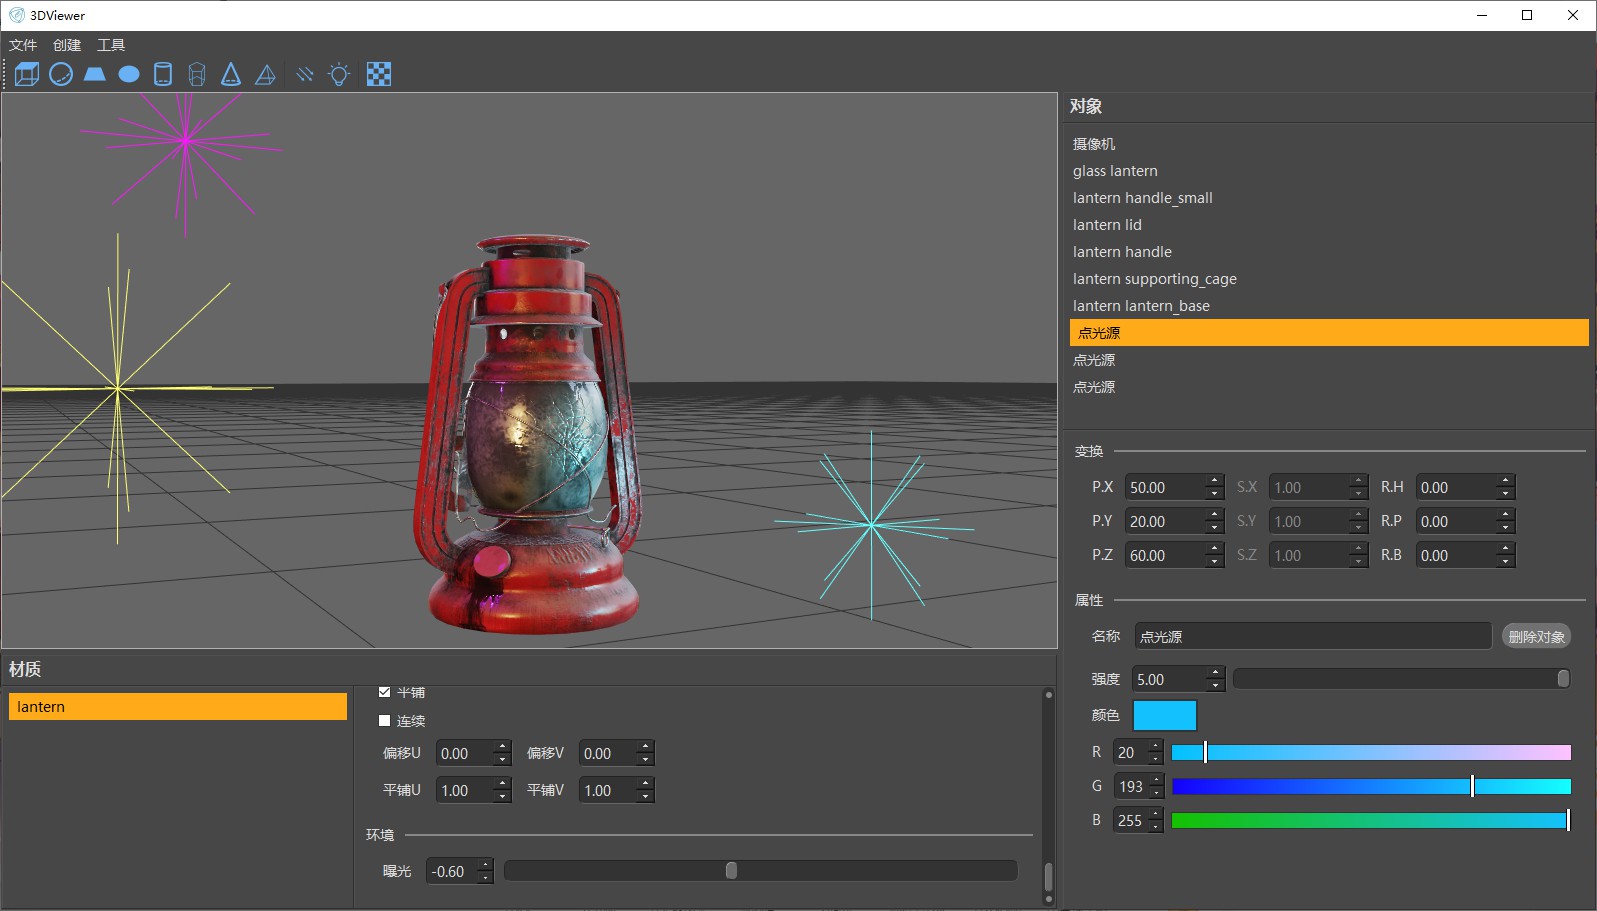 3DViewer
文件 创建 工具
对象
摄像机
glass lantern
lantern handle_small
lantern lid
lantern handle
lantern supporting_cage
lantern lantern_base
点光源
点光源
点光源
变换
P.X 50.00 S.X 1.00 R.H 0.00
P.Y 20.00 S.Y 1.00 R.P 0.00
P.Z 60.00 S.Z 1.00 R.B 0.00
属性
名称 点光源 删除对象
强度 5.00
颜色
R 20
G 193
B 255
材质
lantern
平铺
连续
偏移U 0.00 偏移V 0.00
平铺U 1.00 平铺V 1.00
环境
曝光 -0.60